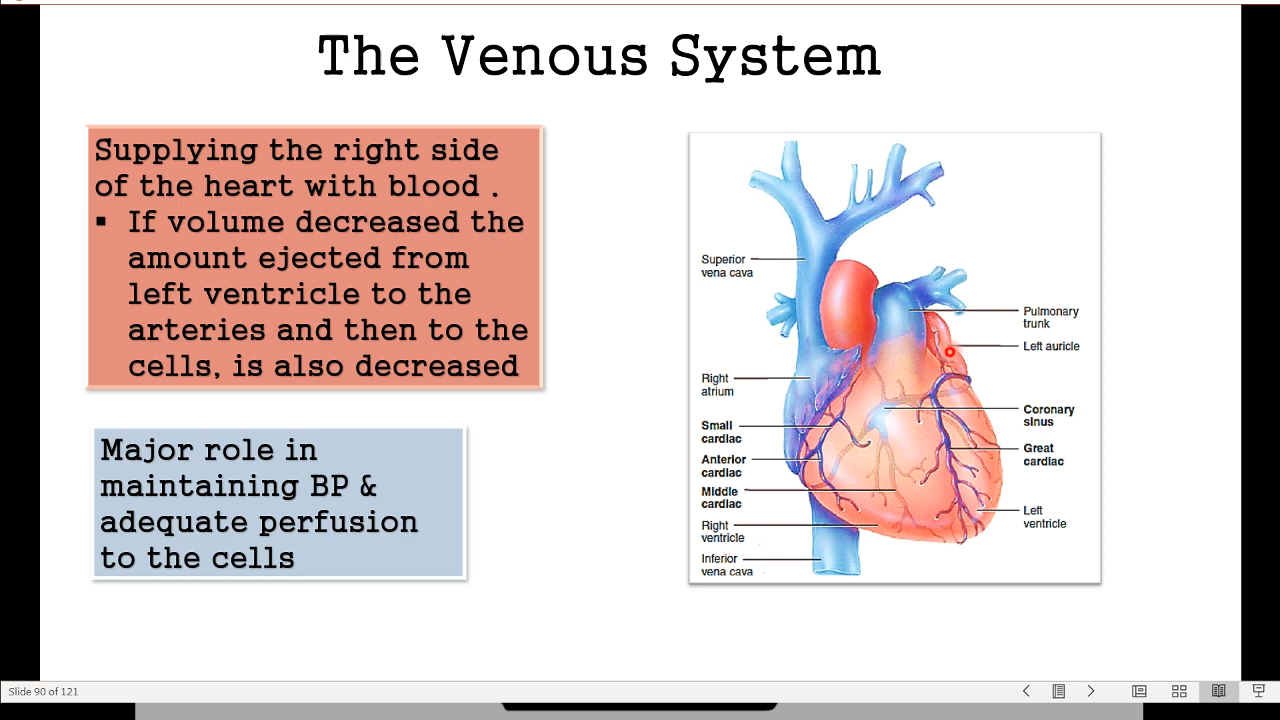 The Venous System
Supplying the right side
of the heart with blood .
▪ If volume decreased the
amount ejected from
left ventricle to the
arteries and then to the
cells, is also decreased
Major role in
maintaining BP &
adequate perfusion
to the cells
Superior
vena cava
Right
atrium
Small
cardiac
Anterior
cardiac
Middle
cardiac
Right
ventricle
Inferior
vena cava
Pulmonary
trunk
Left auricle
Coronary
sinus
Great
cardiac
Left
ventricle
Slide 90 of 121